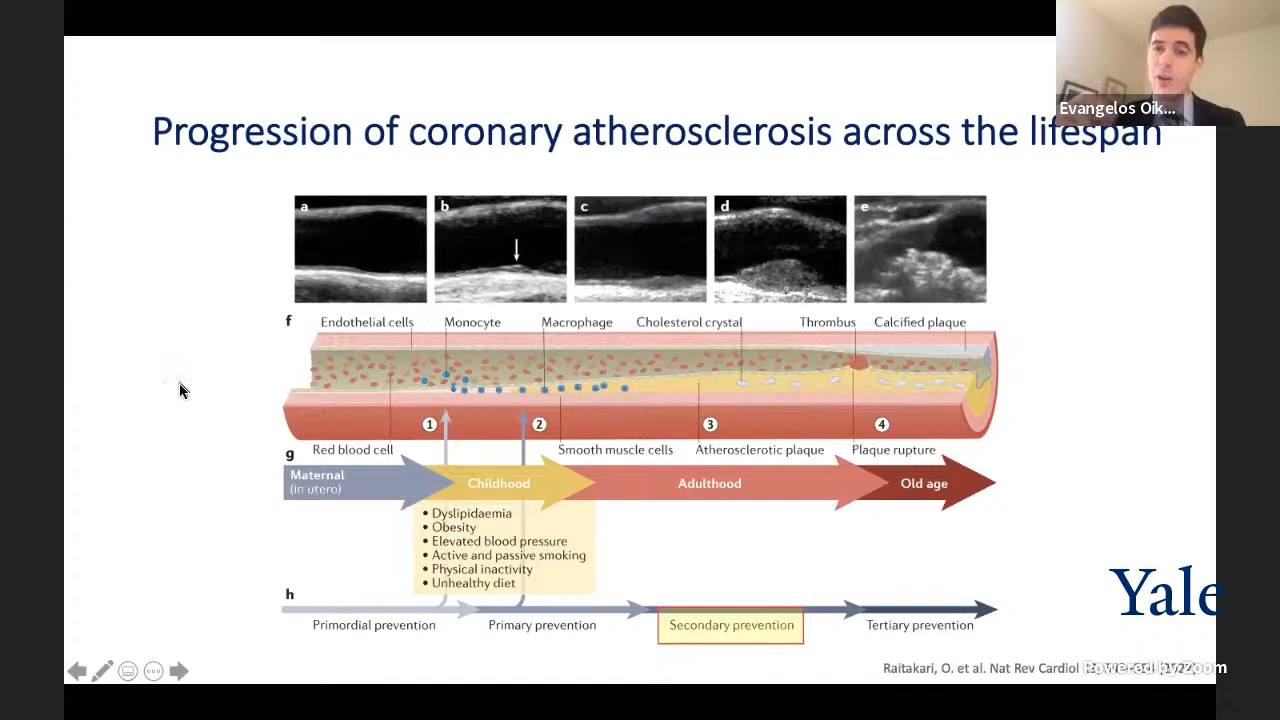 Evangelos Oik...
Progression of coronary atherosclerosis across the lifespan
a b c d e
f Endothelial cells Monocyte Macrophage Cholesterol crystal Thrombus Calcified plaque
1 2 3 4
Red blood cell Smooth muscle cells Atherosclerotic plaque Plaque rupture
g
Maternal
(in utero)
Childhood Adulthood Old age
• Dyslipidaemia
• Obesity
• Elevated blood pressure
• Active and passive smoking
• Physical inactivity
• Unhealthy diet
h
Primordial prevention Primary prevention Secondary prevention Tertiary prevention
Yale
Raitakari, O. et al. Nat Rev Cardiol
Powered by Zoom